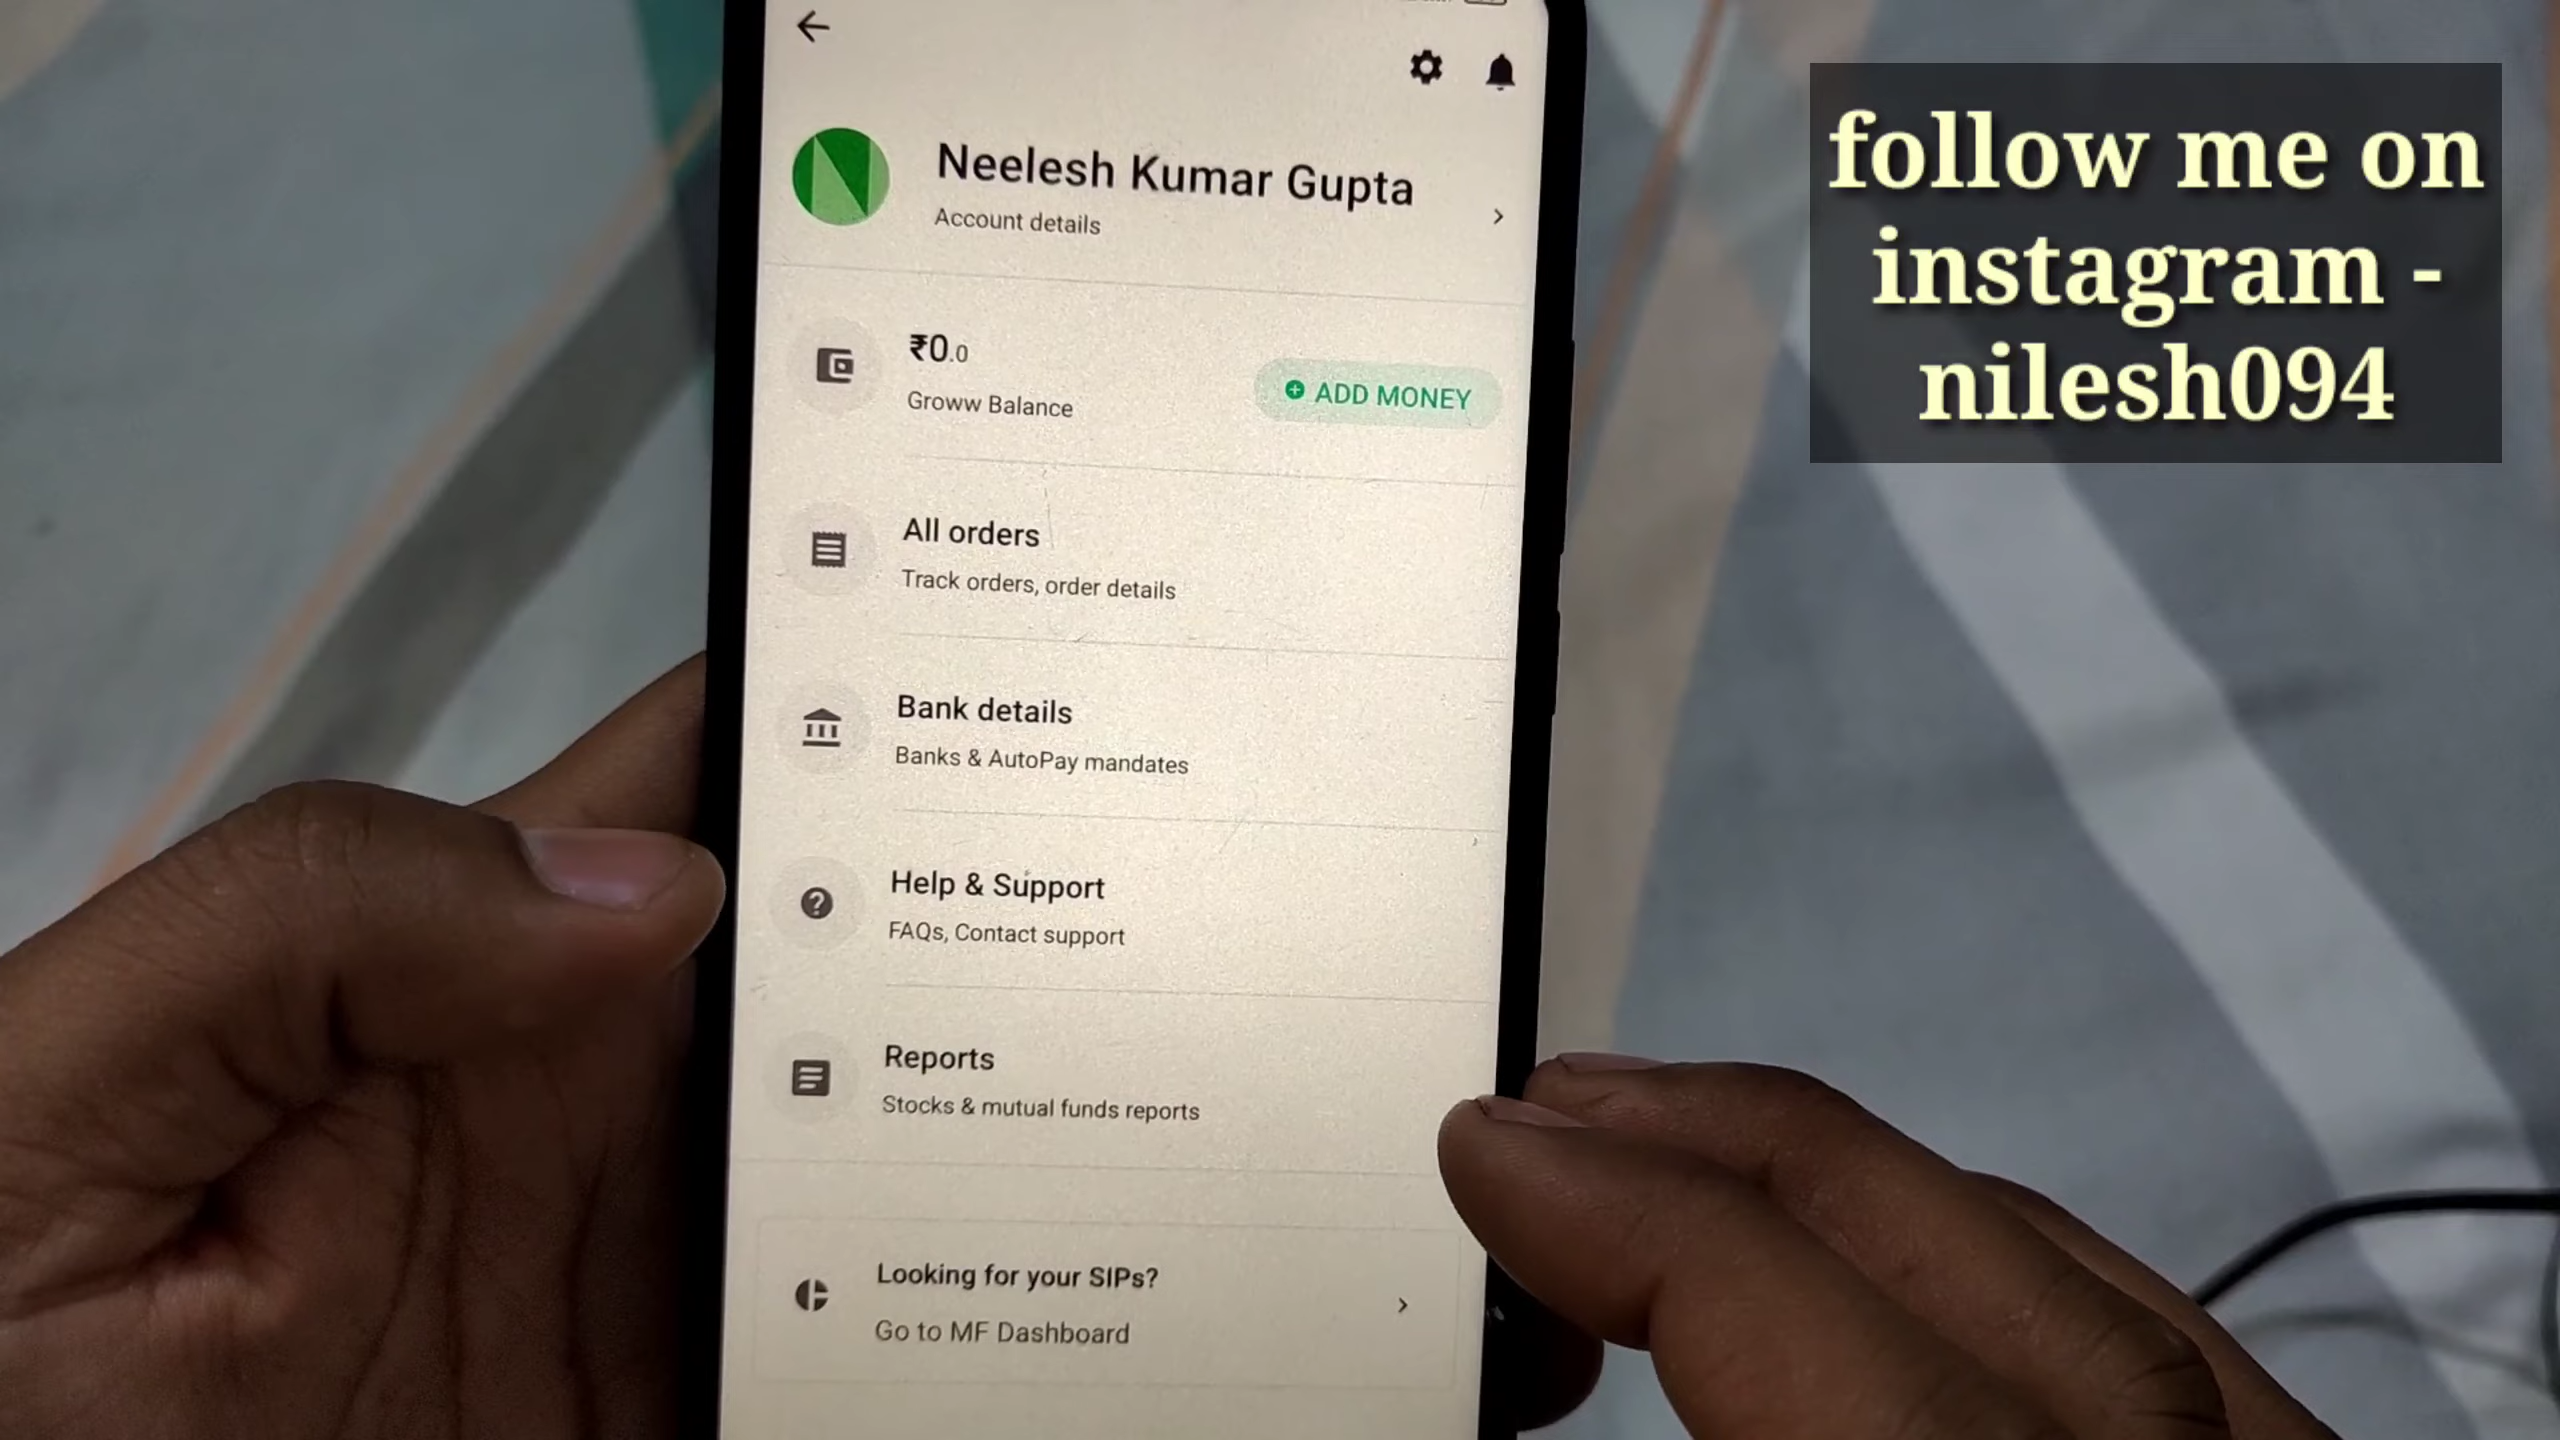 Neelesh Kumar Gupta
Account details
₹0.0
Groww Balance
ADD MONEY
All orders
Track orders, order details
Bank details
Banks & AutoPay mandates
Help & Support
FAQs, Contact support
Reports
Stocks & mutual funds reports
Looking for your SIPs?
Go to MF Dashboard
follow me on
instagram -
nilesh094